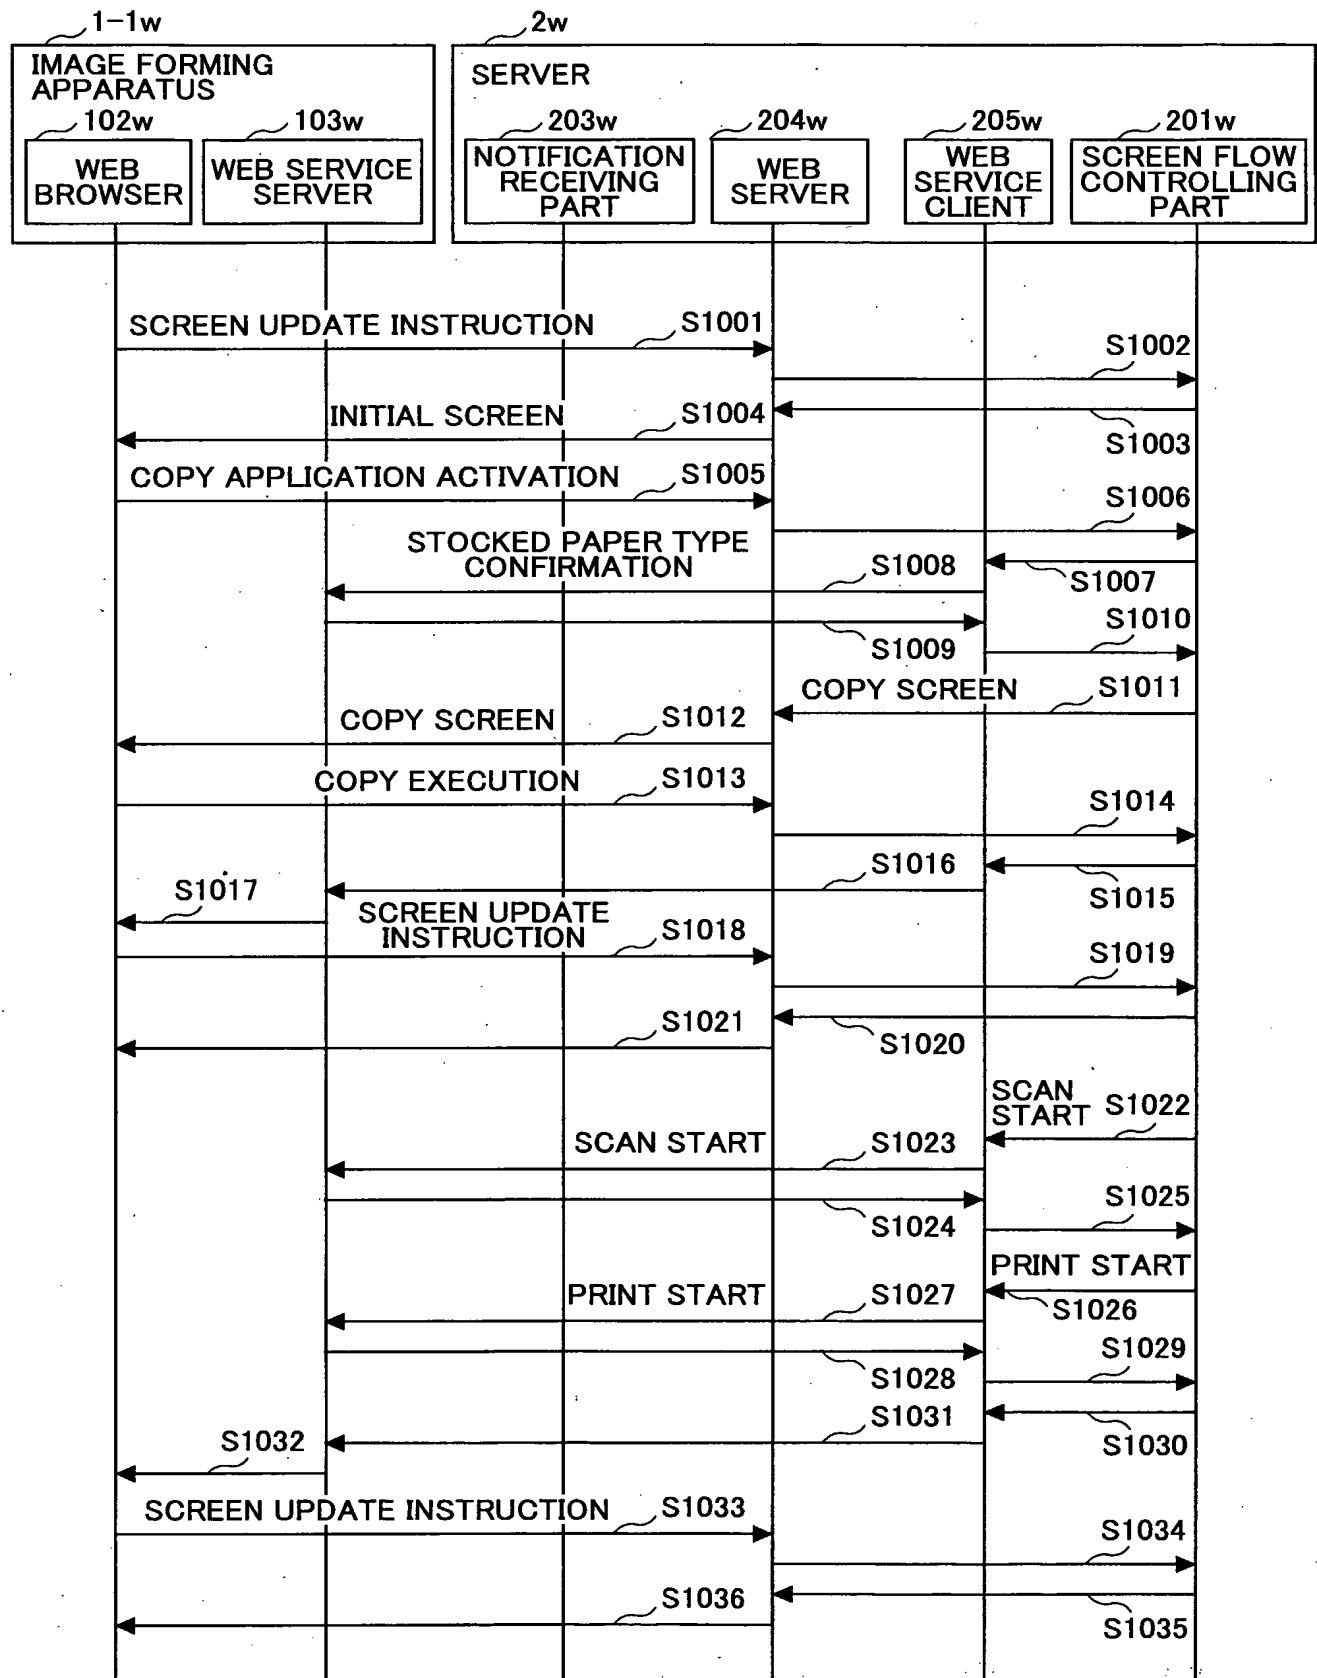 1-1w
2w
IMAGE FORMING
APPARATUS
SERVER
102w
103w
203w
204w
205w
201w
WEB
BROWSER
WEB SERVICE
SERVER
NOTIFICATION
RECEIVING
PART
WEB
SERVER
WEB
SERVICE
CLIENT
SCREEN FLOW
CONTROLLING
PART
SCREEN UPDATE INSTRUCTION
S1001
S1002
INITIAL SCREEN
S1004
S1003
COPY APPLICATION ACTIVATION
S1005
S1006
STOCKED PAPER TYPE
CONFIRMATION
S1008
S1007
S1009
S1010
COPY SCREEN
S1011
COPY SCREEN
S1012
COPY EXECUTION
S1013
S1014
S1016
S1015
S1017
SCREEN UPDATE
INSTRUCTION
S1018
S1019
S1021
S1020
SCAN
START
S1022
SCAN START
S1023
S1024
S1025
PRINT START
S1026
PRINT START
S1027
S1028
S1029
S1031
S1030
S1032
SCREEN UPDATE INSTRUCTION
S1033
S1034
S1036
S1035